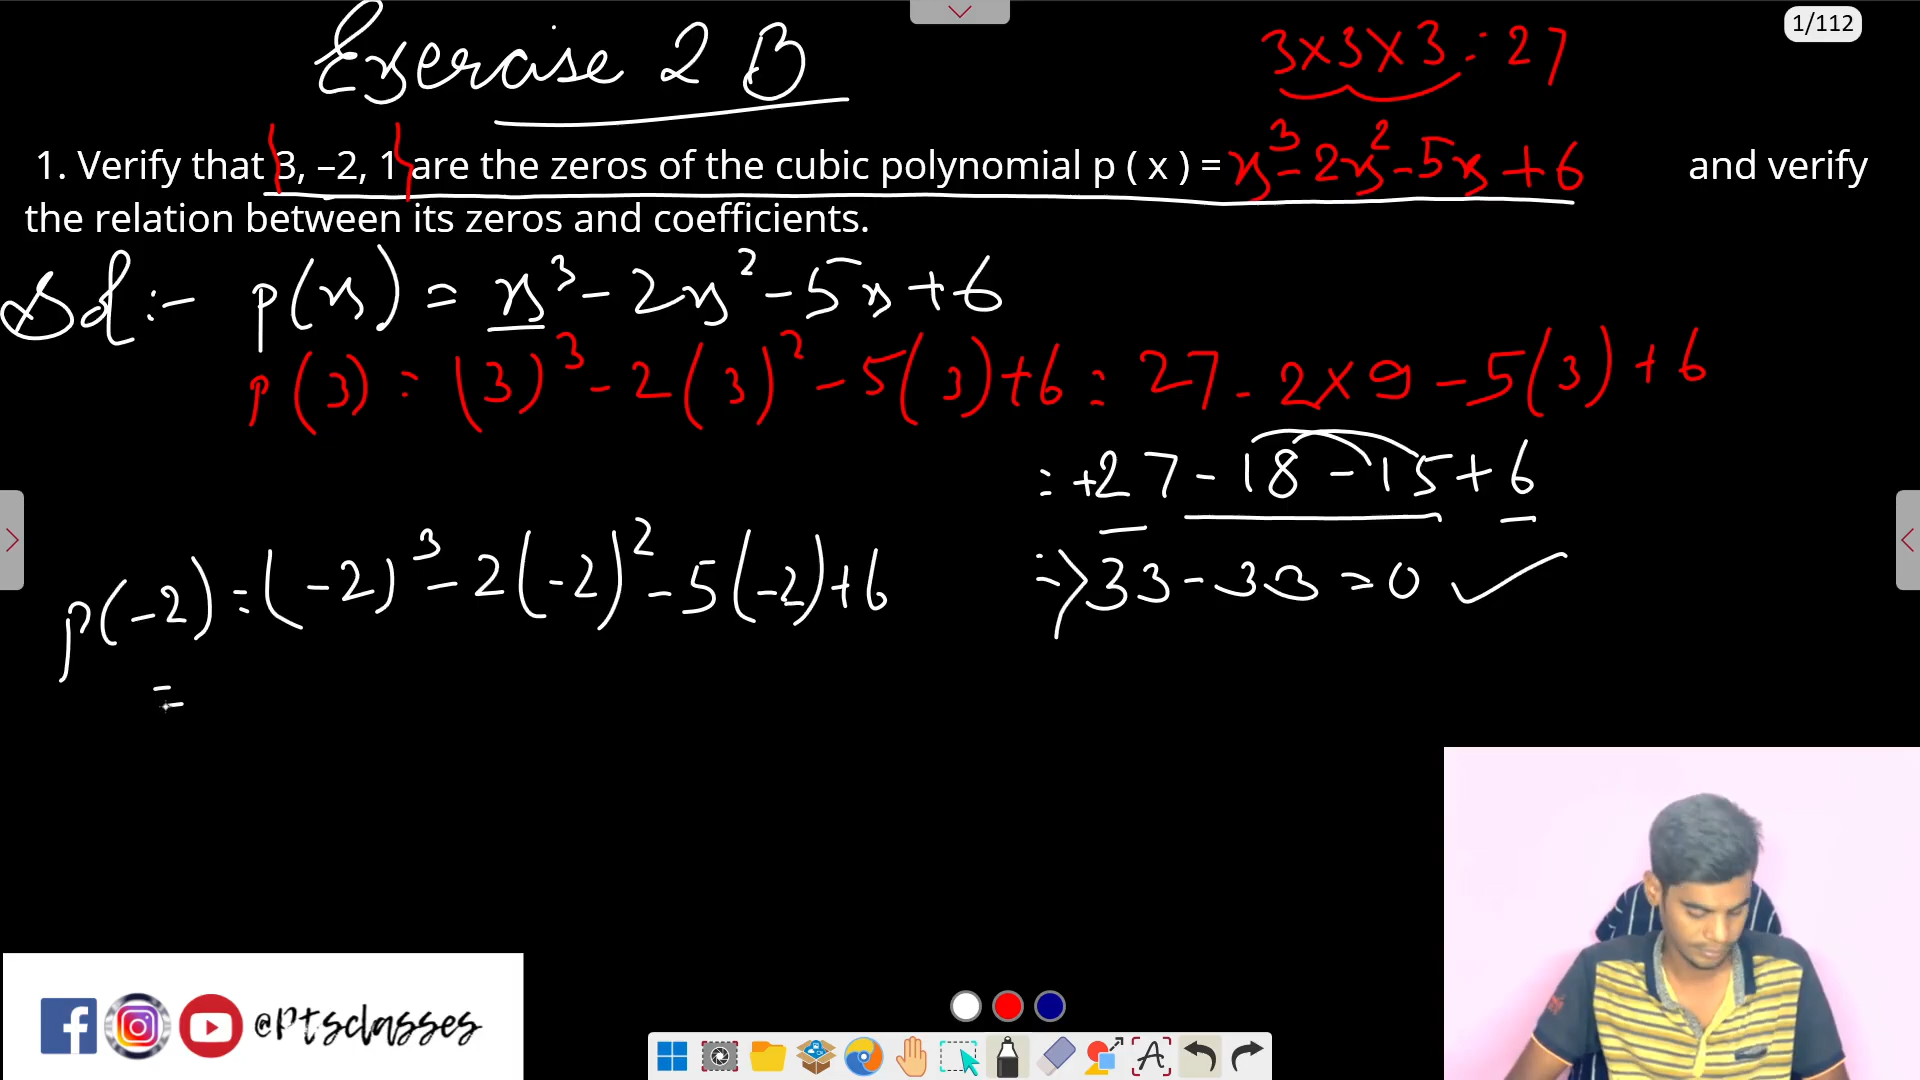 Exercise 2 B
3×3×3 = 27
1/112
1. Verify that 3, –2, 1 are the zeros of the cubic polynomial p ( x ) = x³-2x²-5x+6 and verify
the relation between its zeros and coefficients.
Sol :- p(x) = x³-2x²-5x+6
p(3) = (3)³-2(3)²-5(3)+6 = 27-2×9-5(3)+6
= +27-18-15+6
p(-2) = (-2)³-2(-2)²-5(-2)+6
=
⇒ 33-33 = 0 ✓
@Ptsclasses